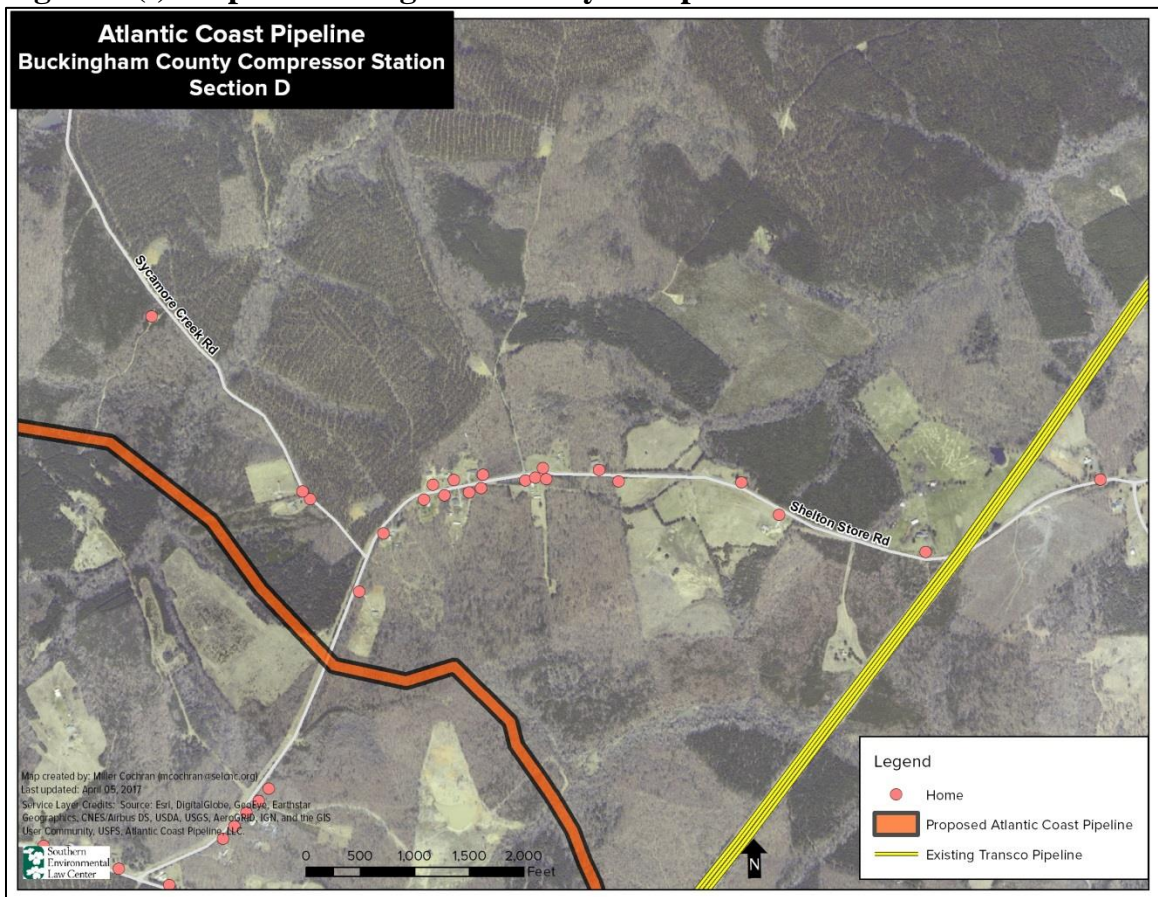 Atlantic Coast Pipeline
Buckingham County Compressor Station
Section D
Sycamore Creek Rd
Shelton Store Rd
Map created by: Miller Cochran (mcochran@selcnc.org)
Last updated: April 05, 2017
Service Layer Credits: Source: Esri, DigitalGlobe, GeoEye, Earthstar
Geographics, CNES/Airbus DS, USDA, USGS, AeroGRID, IGN, and the GIS
User Community, USFS, Atlantic Coast Pipeline, LLC
Southern
Environmental
Law Center
0 500 1,000 1,500 2,000
Feet
N
Legend
Home
Proposed Atlantic Coast Pipeline
Existing Transco Pipeline